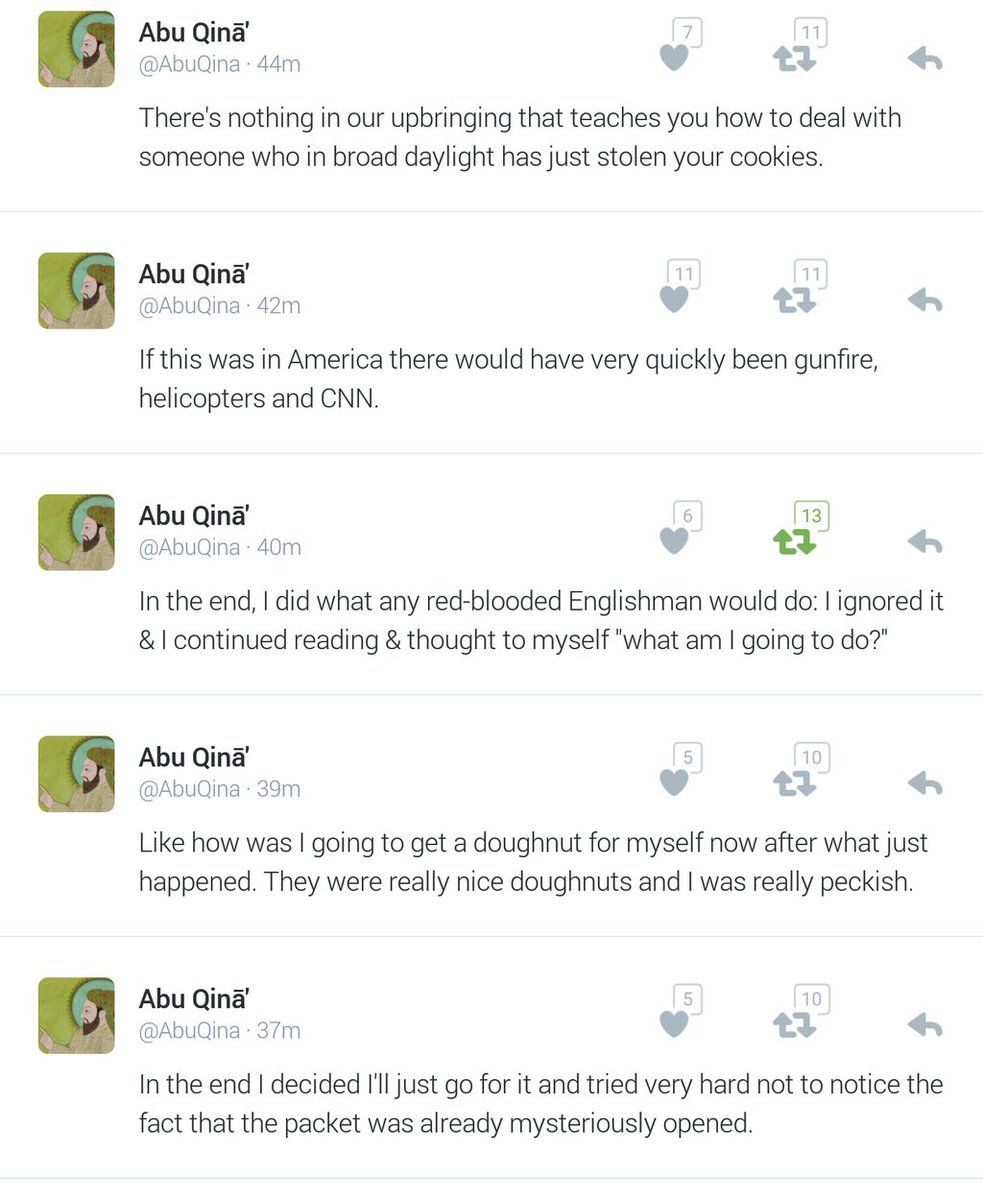 Abu Qinā'
7
11
@AbuQina · 44m
There's nothing in our upbringing that teaches you how to deal with
someone who in broad daylight has just stolen your cookies.
Abu Qinā'
11
11
@AbuQina · 42m
If this was in America there would have very quickly been gunfire,
helicopters and CNN.
Abu Qinā'
6
13
@AbuQina · 40m
In the end, I did what any red-blooded Englishman would do: I ignored it
& I continued reading & thought to myself "what am I going to do?"
Abu Qinā'
5
10
@AbuQina · 39m
Like how was I going to get a doughnut for myself now after what just
happened. They were really nice doughnuts and I was really peckish.
Abu Qinā'
5
10
@AbuQina · 37m
In the end I decided I'll just go for it and tried very hard not to notice the
fact that the packet was already mysteriously opened.